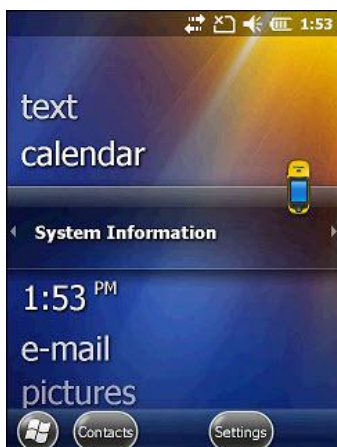 1:53
text
calendar
System Information
1:53 PM
e-mail
pictures
Contacts Settings